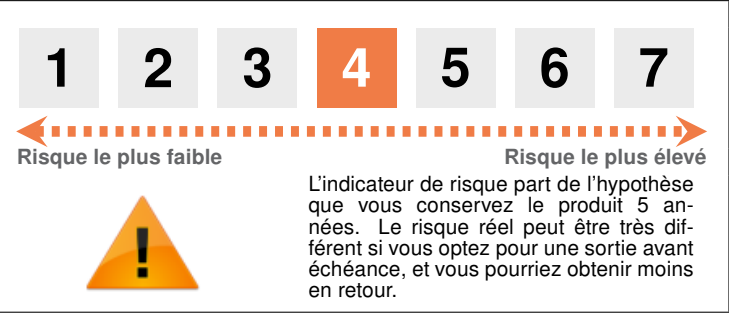 1 2 3 4 5 6 7
Risque le plus faible Risque le plus élevé
L'indicateur de risque part de l'hypothèse
que vous conservez le produit 5 an-
nées. Le risque réel peut être très dif-
férent si vous optez pour une sortie avant
échéance, et vous pourriez obtenir moins
en retour.